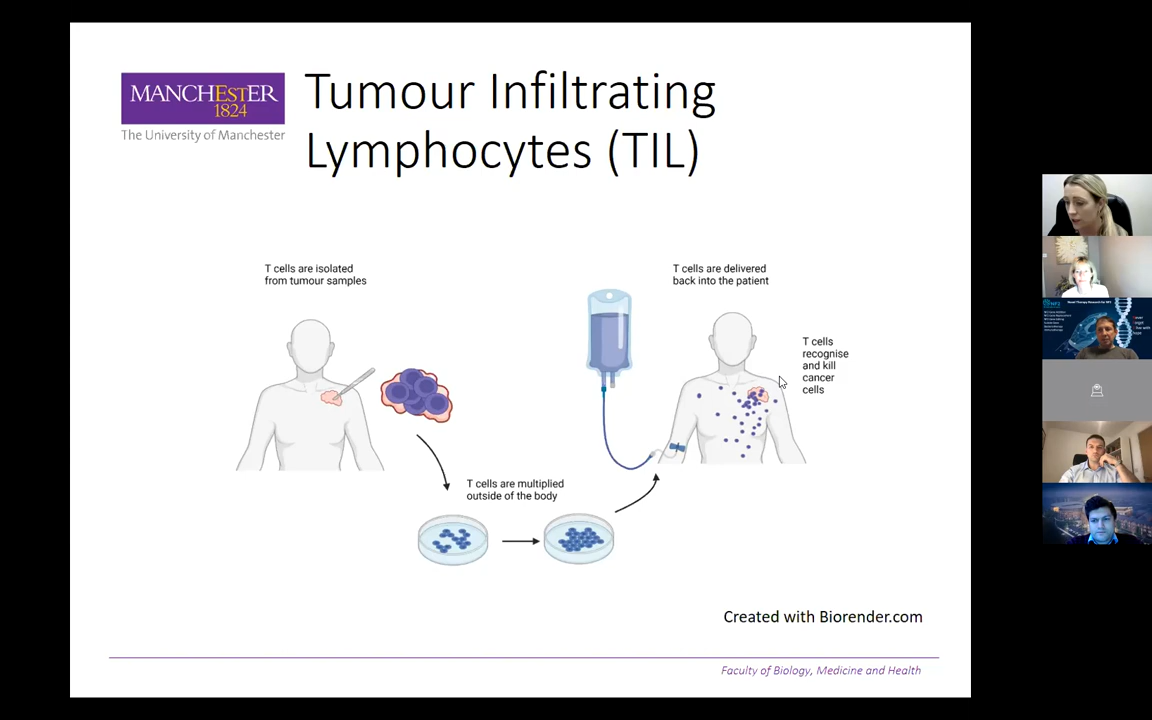 MANCHEstER
1824
The University of Manchester
Tumour Infiltrating
Lymphocytes (TIL)
T cells are isolated
from tumour samples
T cells are delivered
back into the patient
T cells
recognise
and kill
cancer
cells
T cells are multiplied
outside of the body
Created with Biorender.com
Faculty of Biology, Medicine and Health